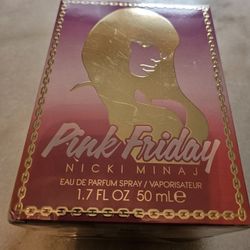 Pink Friday
NICKI MINAJ
EAU DE PARFUM SPRAY / VAPORISATEUR
1.7 FL OZ 50 mL℮